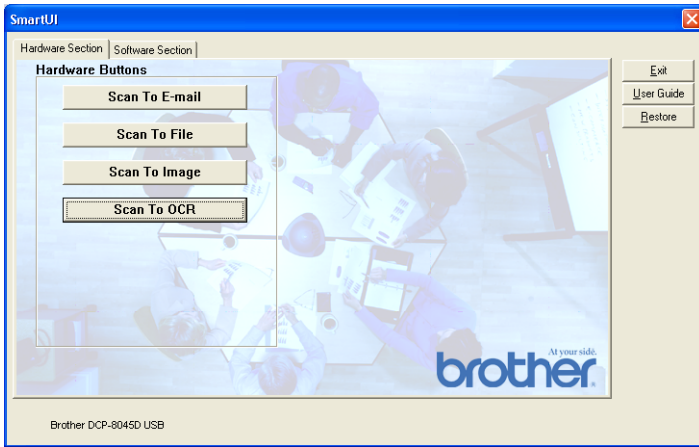 SmartUI
Hardware Section
Software Section
Hardware Buttons
Scan To E-mail
Scan To File
Scan To Image
Scan To OCR
Exit
User Guide
Restore
At your side.
brother
Brother DCP-8045D USB